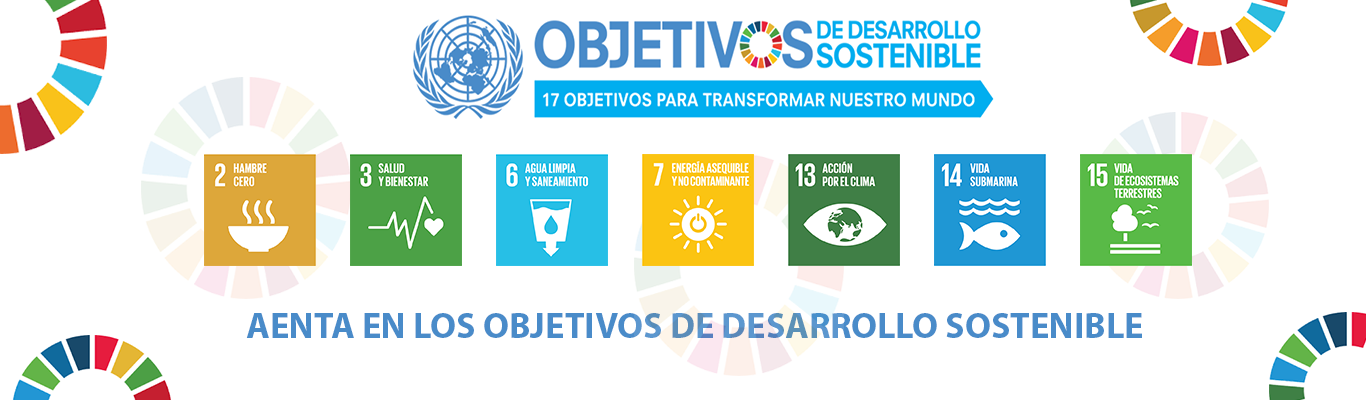 OBJETIVOS
DE DESARROLLO
SOSTENIBLE
17 OBJETIVOS PARA TRANSFORMAR NUESTRO MUNDO
2 HAMBRE
CERO
3 SALUD
Y BIENESTAR
6 AGUA LIMPIA
Y SANEAMIENTO
7 ENERGÍA ASEQUIBLE
Y NO CONTAMINANTE
13 ACCIÓN
POR EL CLIMA
14 VIDA
SUBMARINA
15 VIDA
DE ECOSISTEMAS
TERRESTRES
AENTA EN LOS OBJETIVOS DE DESARROLLO SOSTENIBLE